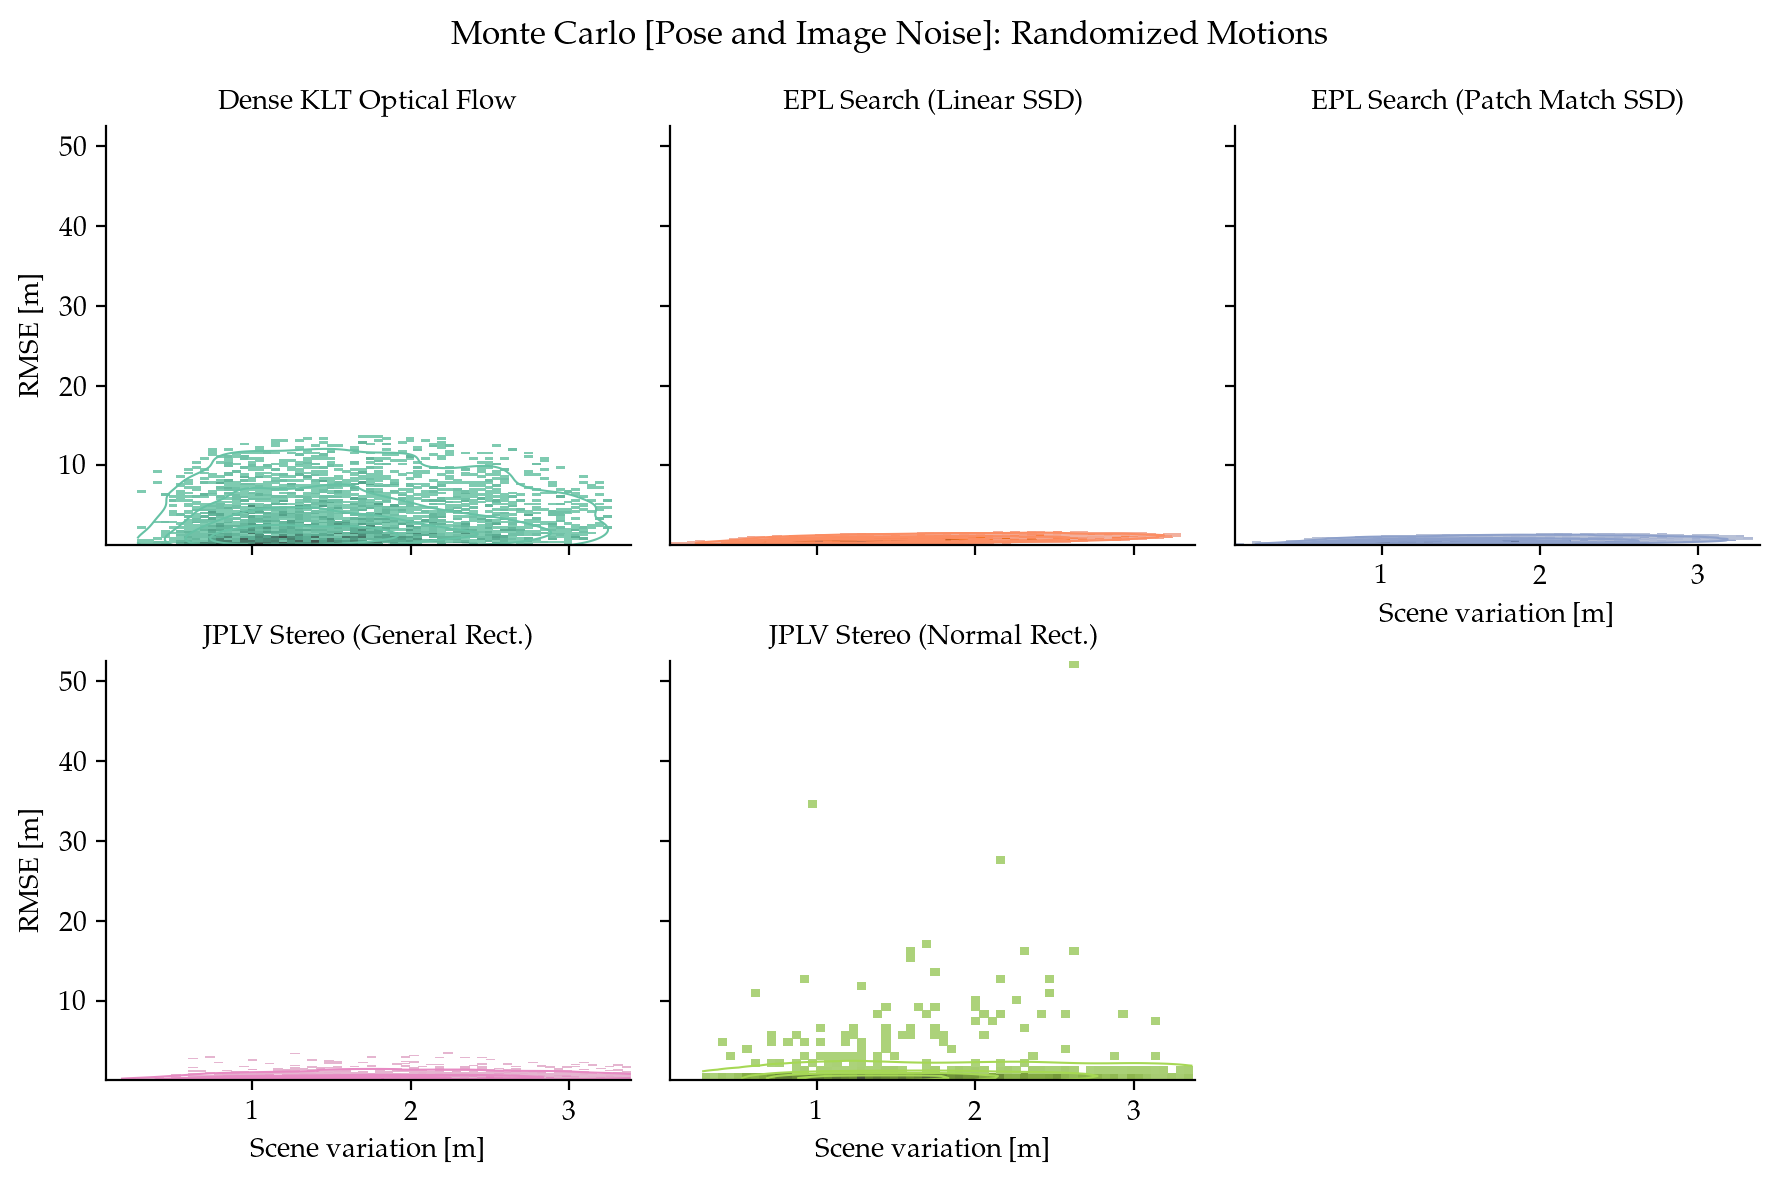 Monte Carlo [Pose and Image Noise]: Randomized Motions
Dense KLT Optical Flow
EPL Search (Linear SSD)
EPL Search (Patch Match SSD)
50
40
30
20
10
RMSE [m]
1 2 3
Scene variation [m]
JPLV Stereo (General Rect.)
JPLV Stereo (Normal Rect.)
50
40
30
20
10
RMSE [m]
1 2 3
1 2 3
Scene variation [m]
Scene variation [m]